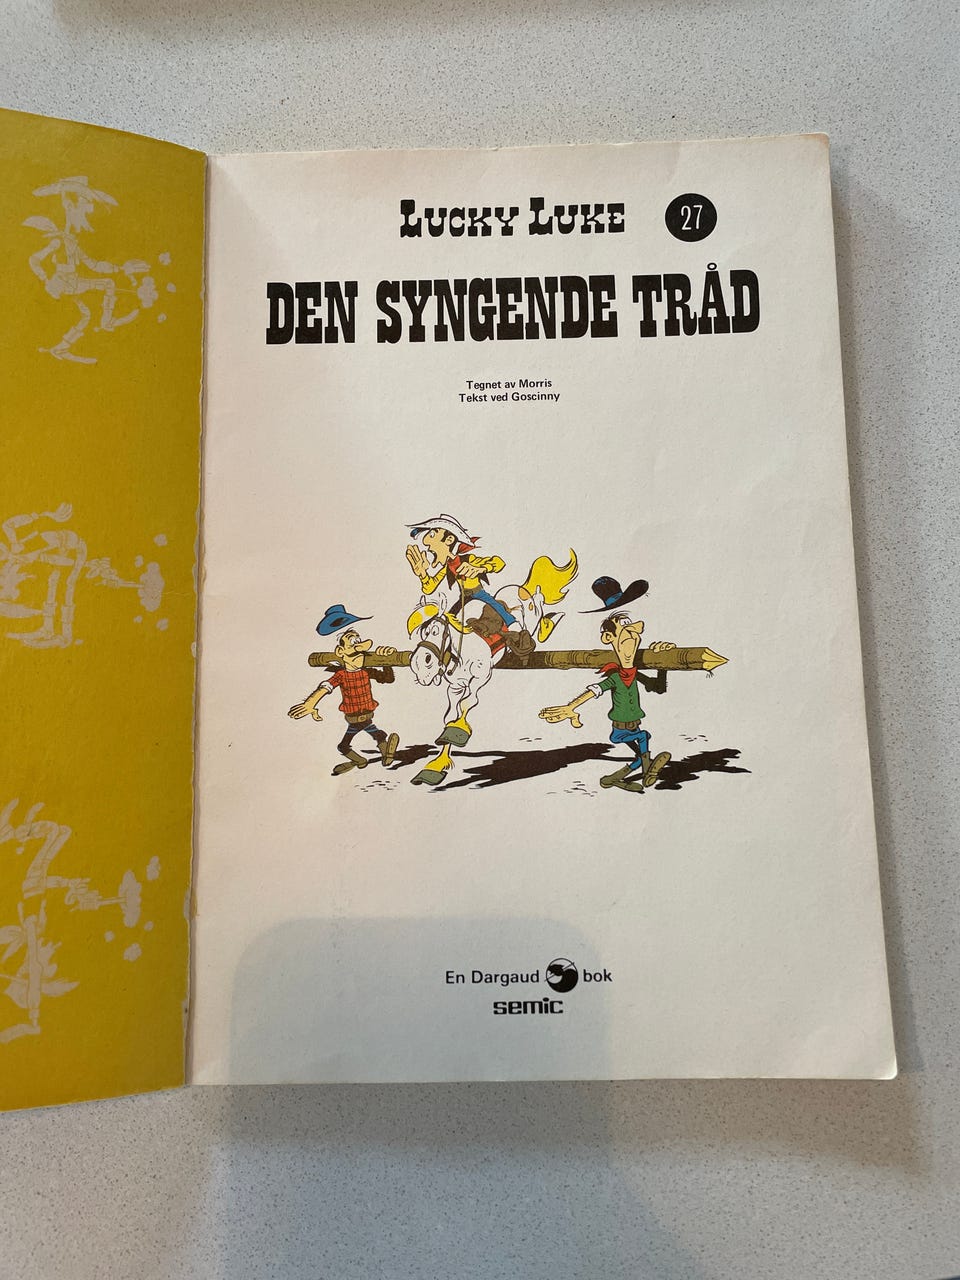 LUCKY LUKE 27
DEN SYNGENDE TRÅD
Tegnet av Morris
Tekst ved Goscinny
En Dargaud bok
semic